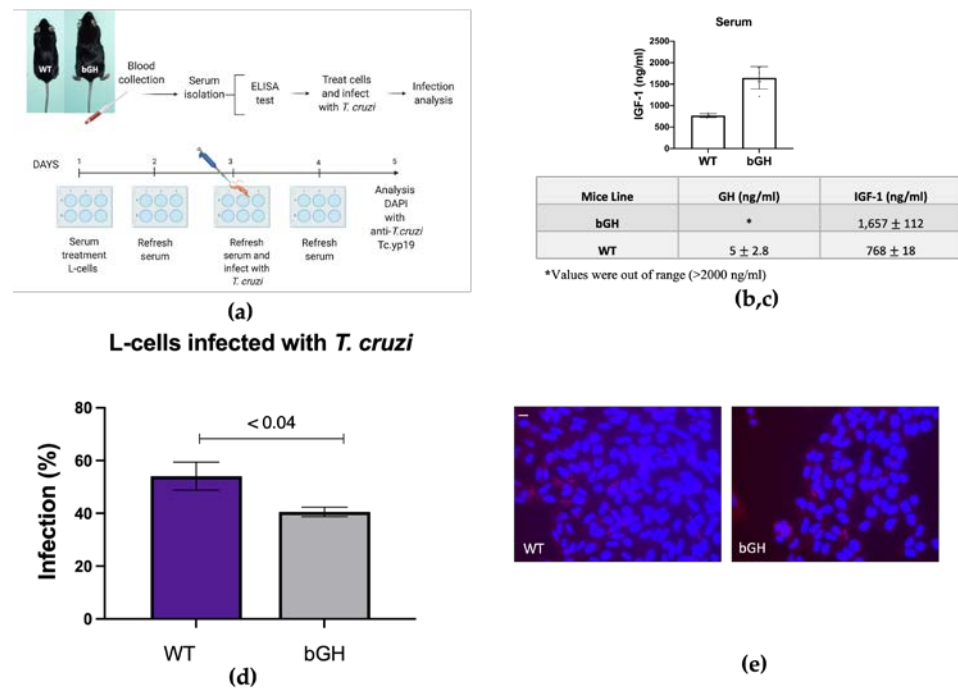 WT
bGH
Blood
collection
Serum
isolation
ELISA
test
Treat cells
and infect
with T. cruzi
Infection
analysis
DAYS
1
2
3
4
5
Serum
treatment
L-cells
Refresh
serum
Refresh
serum and
infect with
T. cruzi
Refresh
serum
Analysis
DAPI
with
anti-T.cruzi
Tc.yp19
(a)
Serum
IGF-1 (ng/ml)
2500
2000
1500
1000
500
0
WT
bGH
Mice Line GH (ng/ml) IGF-1 (ng/ml)
bGH * 1,657 ± 112
WT 5 ± 2.8 768 ± 18
*Values were out of range (>2000 ng/ml)
(b,c)
L-cells infected with T. cruzi
Infection (%)
80
60
40
20
0
< 0.04
WT
bGH
(d)
WT
bGH
(e)